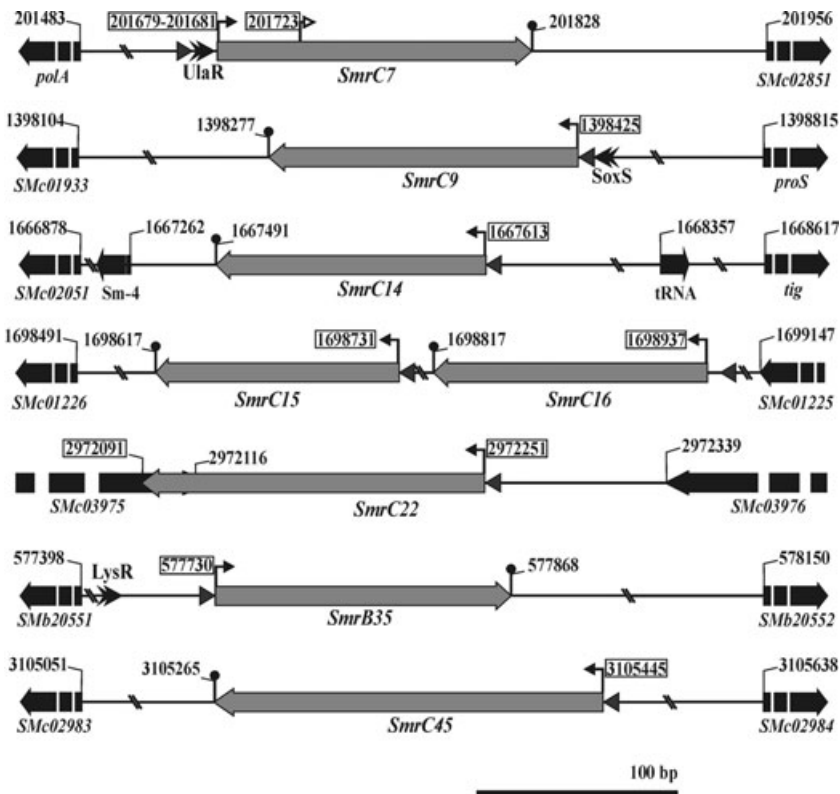 201483 201679-201681 201723 201828 201956
polA UlaR SmrC7 SMc02851
1398104 1398277 1398425 1398815
SMc01933 SmrC9 SoxS proS
1666878 1667262 1667491 1667613 1668357 1668617
SMc02051 Sm-4 SmrC14 tRNA tig
1698491 1698617 1698731 1698817 1698937 1699147
SMc01226 SmrC15 SmrC16 SMc01225
2972091 2972116 2972251 2972339
SMc03975 SmrC22 SMc03976
577398 LysR 577730 577868 578150
SMb20551 SmrB35 SMb20552
3105051 3105265 3105445 3105638
SMc02983 SmrC45 SMc02984
100 bp